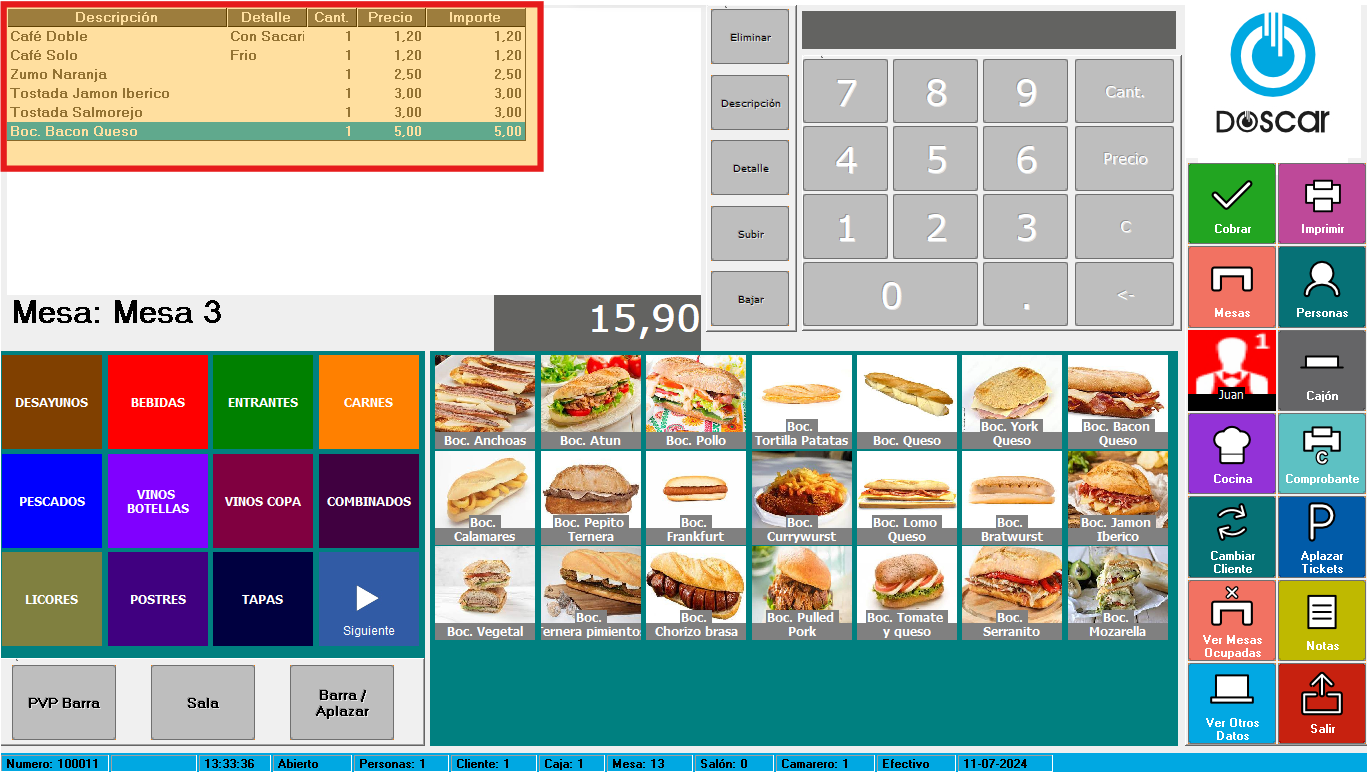 Descripción Detalle Cant. Precio Importe
Café Doble Con Sacari 1 1,20 1,20
Café Solo Frio 1 1,20 1,20
Zumo Naranja 1 2,50 2,50
Tostada Jamon Iberico 1 3,00 3,00
Tostada Salmorejo 1 3,00 3,00
Boc. Bacon Queso 1 5,00 5,00
Mesa: Mesa 3
15,90
Eliminar
Descripción
Detalle
Subir
Bajar
7 8 9 Cant.
4 5 6 Precio
1 2 3 C
0 . <-
DOSCAR
Cobrar
Imprimir
Mesas
Personas
1
Juan
Cajón
Cocina
C
Comprobante
Cambiar
Cliente
P
Aplazar
Tickets
Ver Mesas
Ocupadas
Notas
Ver Otros
Datos
Salir
DESAYUNOS
BEBIDAS
ENTRANTES
CARNES
PESCADOS
VINOS
BOTELLAS
VINOS COPA
COMBINADOS
LICORES
POSTRES
TAPAS
Siguiente
PVP Barra
Sala
Barra /
Aplazar
Boc. Anchoas
Boc. Atun
Boc. Pollo
Boc.
Tortilla Patatas
Boc. Queso
Boc. York
Queso
Boc. Bacon
Queso
Boc.
Calamares
Boc. Pepito
Ternera
Boc.
Frankfurt
Boc.
Currywurst
Boc. Lomo
Queso
Boc.
Bratwurst
Boc. Jamon
Iberico
Boc. Vegetal
Boc.
Ternera pimiento
Boc.
Chorizo brasa
Boc. Pulled
Pork
Boc. Tomate
y queso
Boc.
Serranito
Boc.
Mozarella
Numero: 100011 13:33:36 Abierto Personas: 1 Cliente: 1 Caja: 1 Mesa: 13 Salón: 0 Camarero: 1 Efectivo 11-07-2024